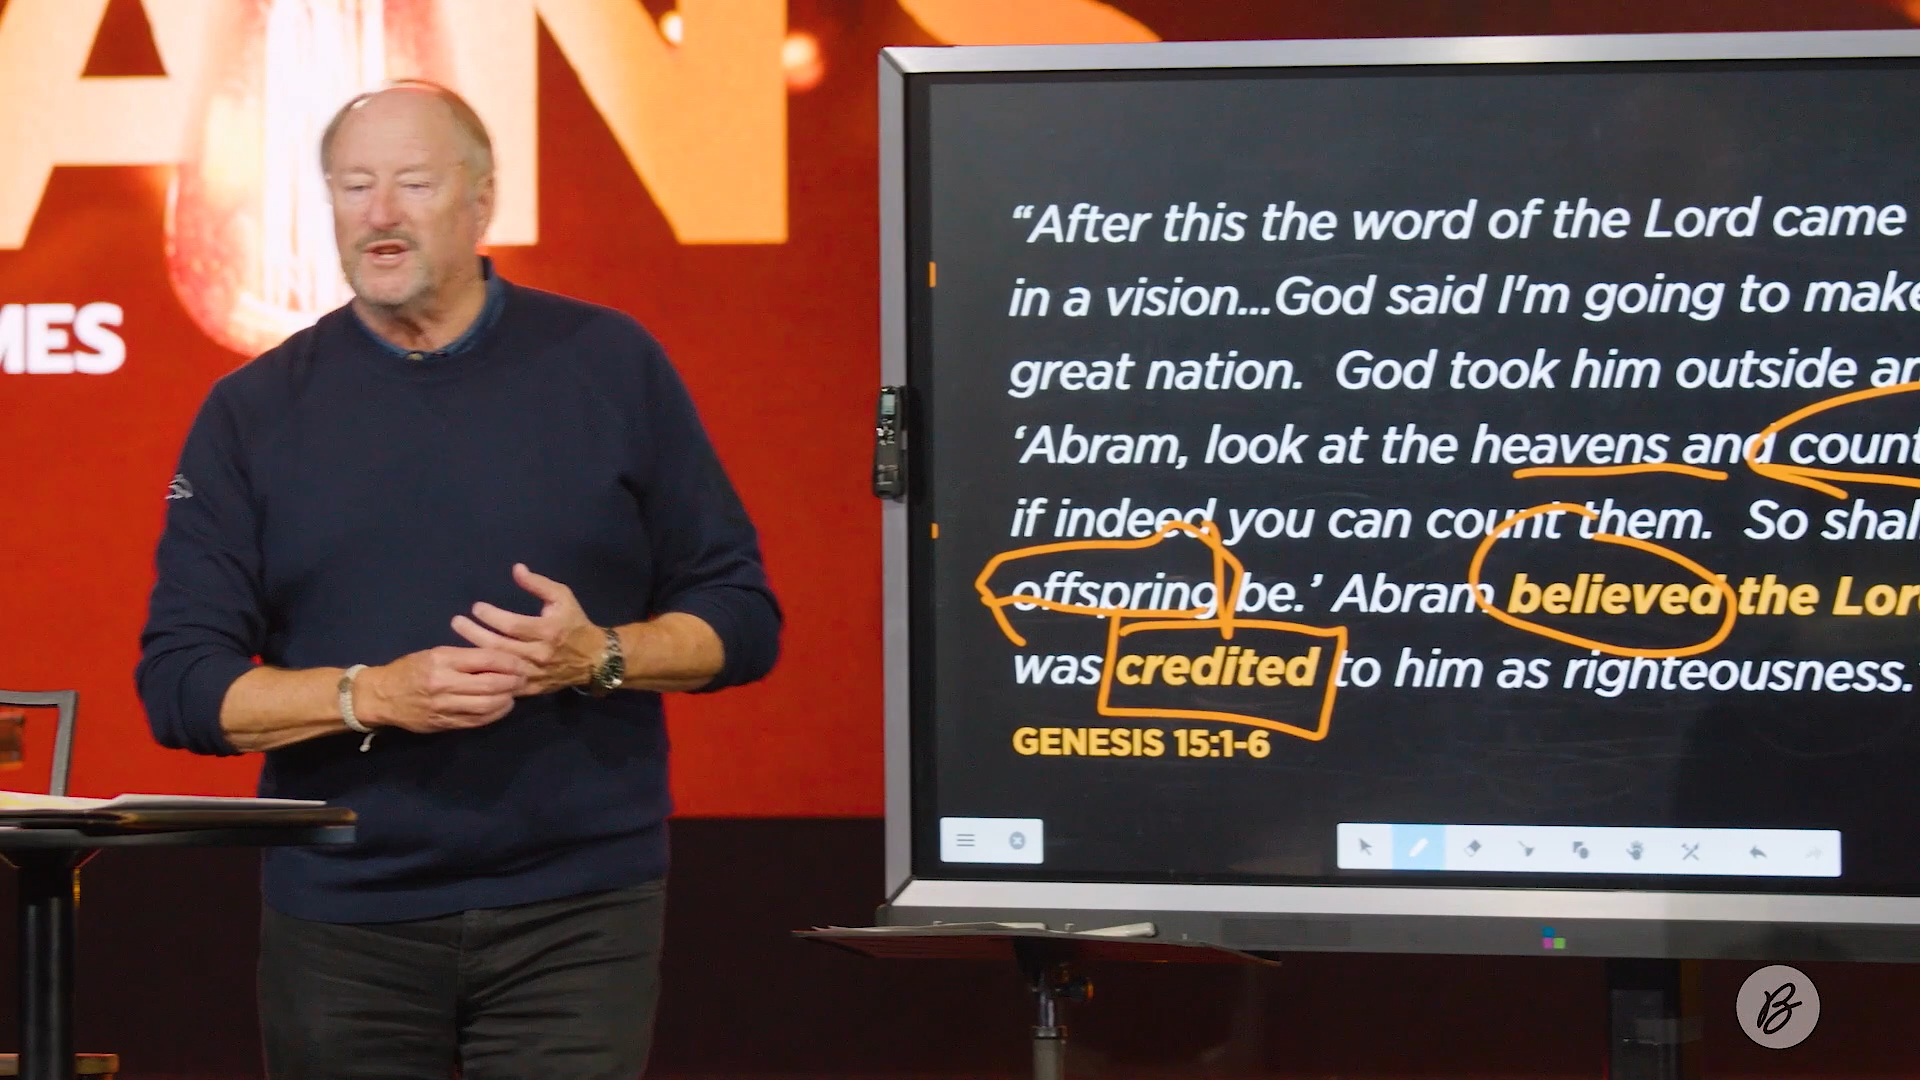 ANS
MES
“After this the word of the Lord came
in a vision...God said I'm going to make
great nation.  God took him outside an
‘Abram, look at the heavens and count
if indeed you can count them.  So shal
offspring be.’ Abram believed the Lor
was credited to him as righteousness.
GENESIS 15:1-6
B